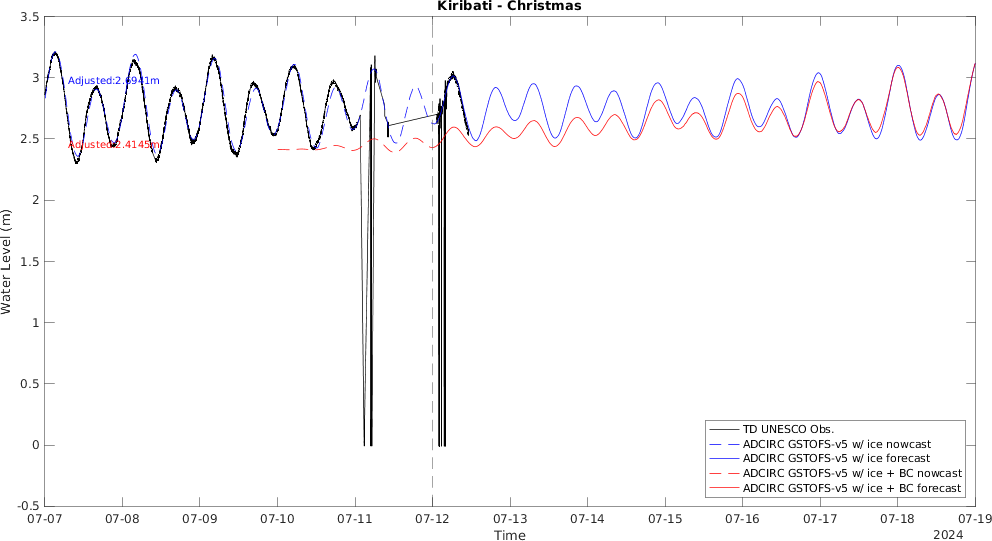 Kiribati - Christmas
3.5
3
2.5
2
1.5
1
0.5
0
-0.5
Water Level (m)
Adjusted:2.6941m
Adjusted:2.4145m
TD UNESCO Obs.
ADCIRC GSTOFS-v5 w/ ice nowcast
ADCIRC GSTOFS-v5 w/ ice forecast
ADCIRC GSTOFS-v5 w/ ice + BC nowcast
ADCIRC GSTOFS-v5 w/ ice + BC forecast
07-07 07-08 07-09 07-10 07-11 07-12 07-13 07-14 07-15 07-16 07-17 07-18 07-19
Time
2024